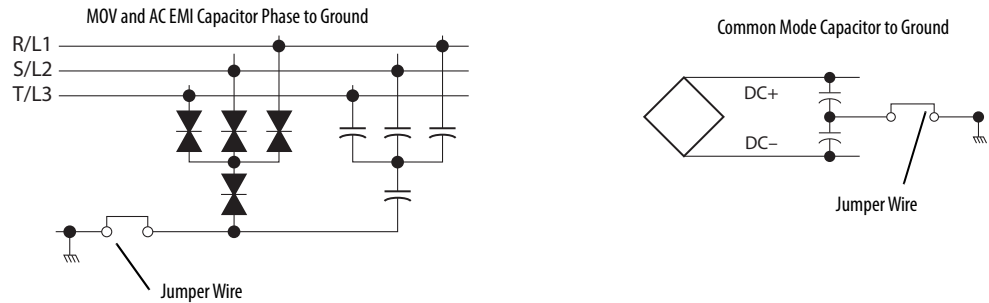 MOV and AC EMI Capacitor Phase to Ground
R/L1
S/L2
T/L3
Jumper Wire
Common Mode Capacitor to Ground
DC+
DC−
Jumper Wire